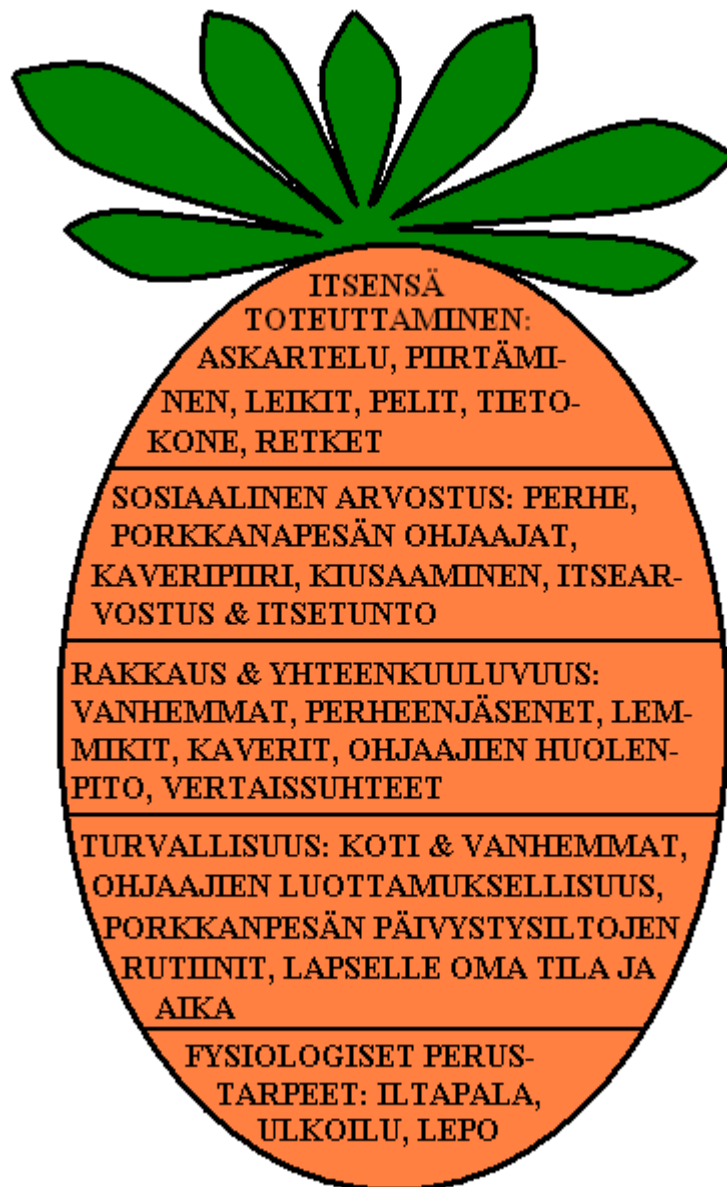 ITSENSÄ
TOTEUTTAMINEN:
ASKARTELU, PIIRTÄMI-
NEN, LEIKIT, PELIT, TIETO-
KONE, RETKET
SOSIAALINEN ARVOSTUS: PERHE,
PORKKANAPESÄN OHJAAJAT,
KAVERIPIIRI, KIUSAAMINEN, ITSEAR-
VOSTUS & ITSETUNTO
RAKKAUS & YHTEENKUULUVUUS:
VANHEMMAT, PERHEENJÄSENET, LEM-
MIKIT, KAVERIT, OHJAAJIEN HUOLEN-
PITO, VERTAISSUHTEET
TURVALLISUUS: KOTI & VANHEMMAT,
OHJAAJIEN LUOTTAMUKSELLISUUS,
PORKKANPESÄN PÄIVYSTYSILTOJEN
RUTIINIT, LAPSELLE OMA TILA JA
AIKA
FYSIOLOGISET PERUS-
TARPEET: ILTAPALA,
ULKOILU, LEPO